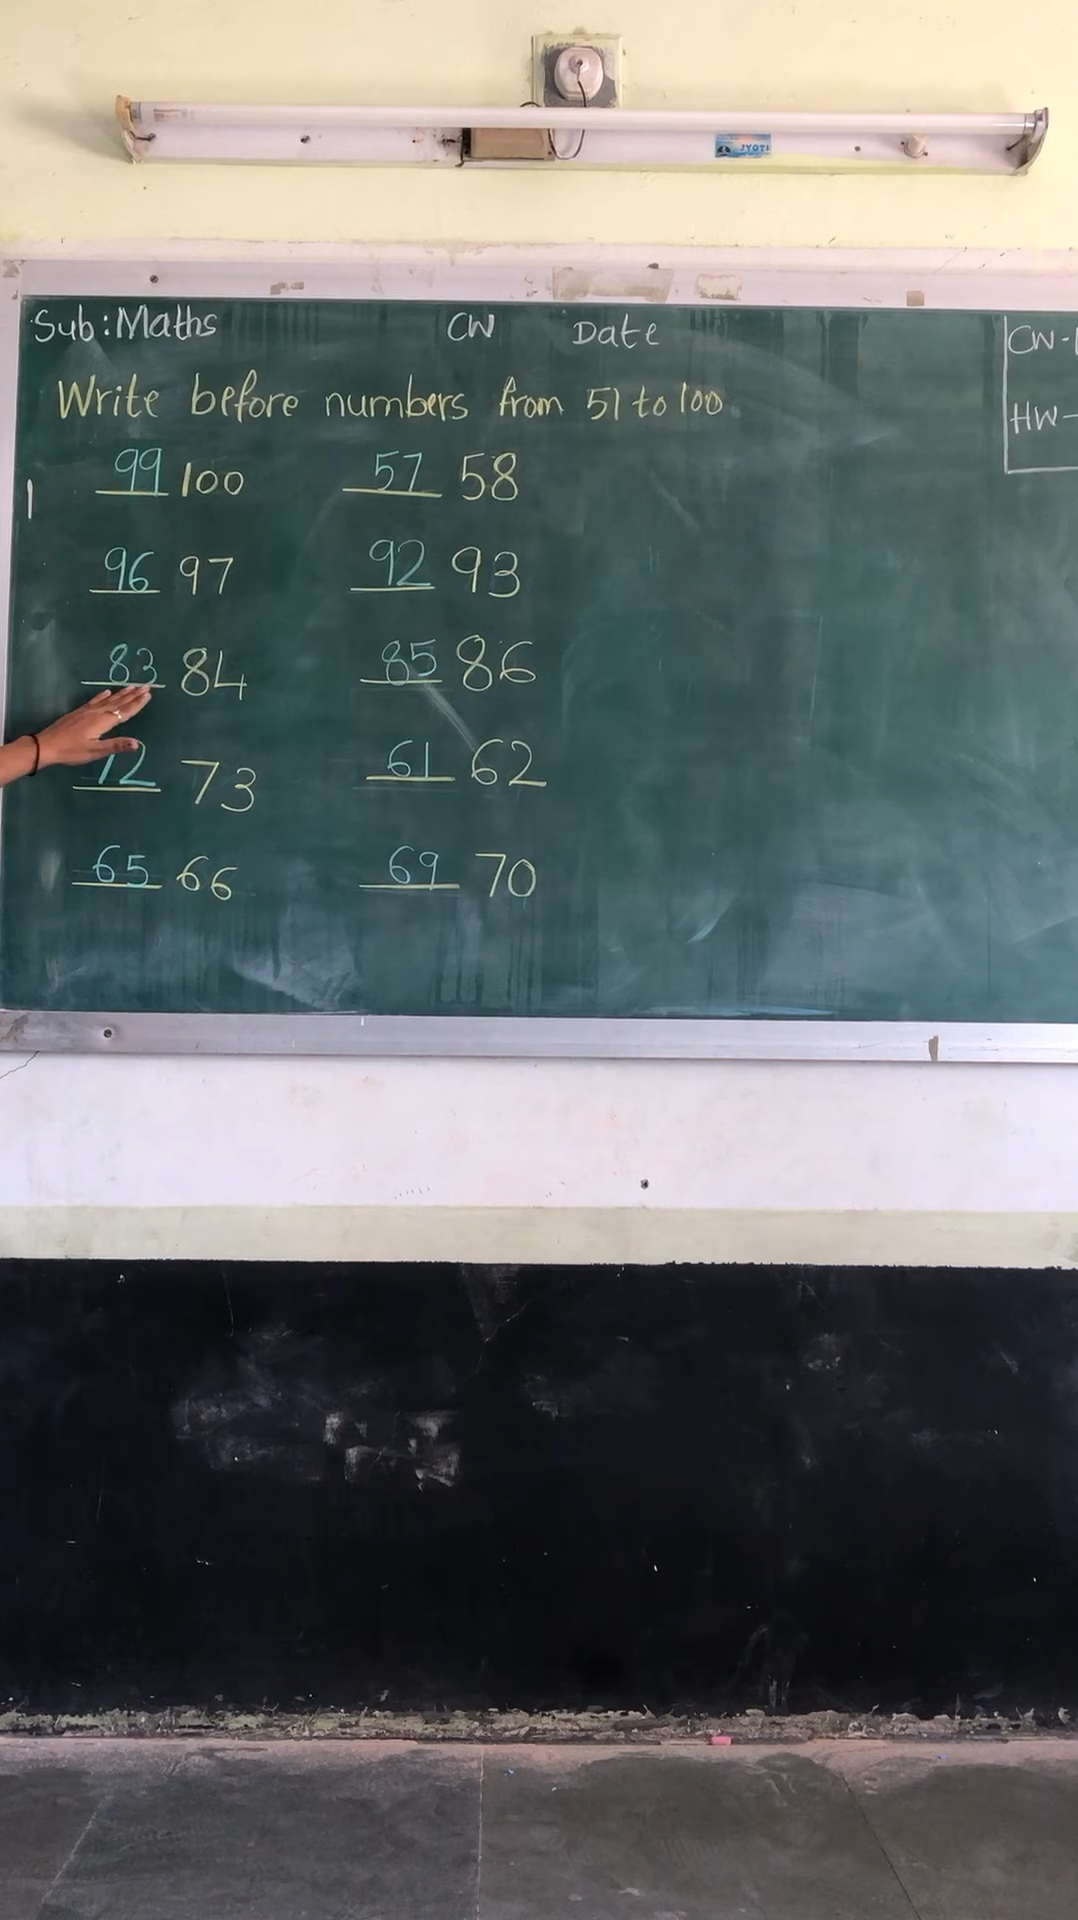 JYOTI
Sub: Maths CW Date
CW-
HW-
Write before numbers from 51 to 100
99 100 57 58
96 97 92 93
83 84 85 86
72 73 61 62
65 66 69 70